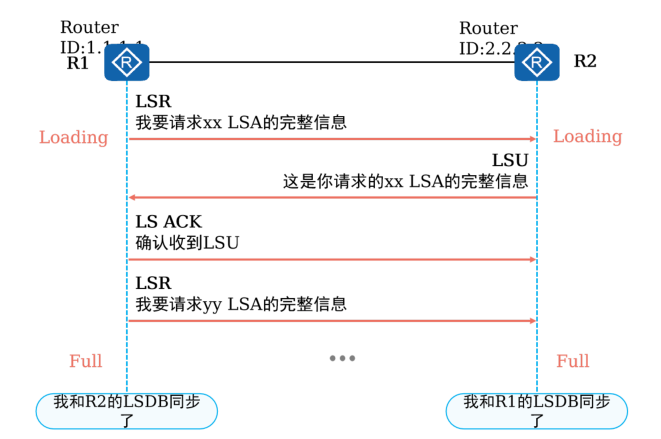 Router
ID:1.1.1.1
R1
Router
ID:2.2.2.2
R2
R
R
LSR
我要请求xx LSA的完整信息
Loading
Loading
LSU
这是你请求的xx LSA的完整信息
LS ACK
确认收到LSU
LSR
我要请求yy LSA的完整信息
Full
Full
我和R2的LSDB同步
了
我和R1的LSDB同步
了